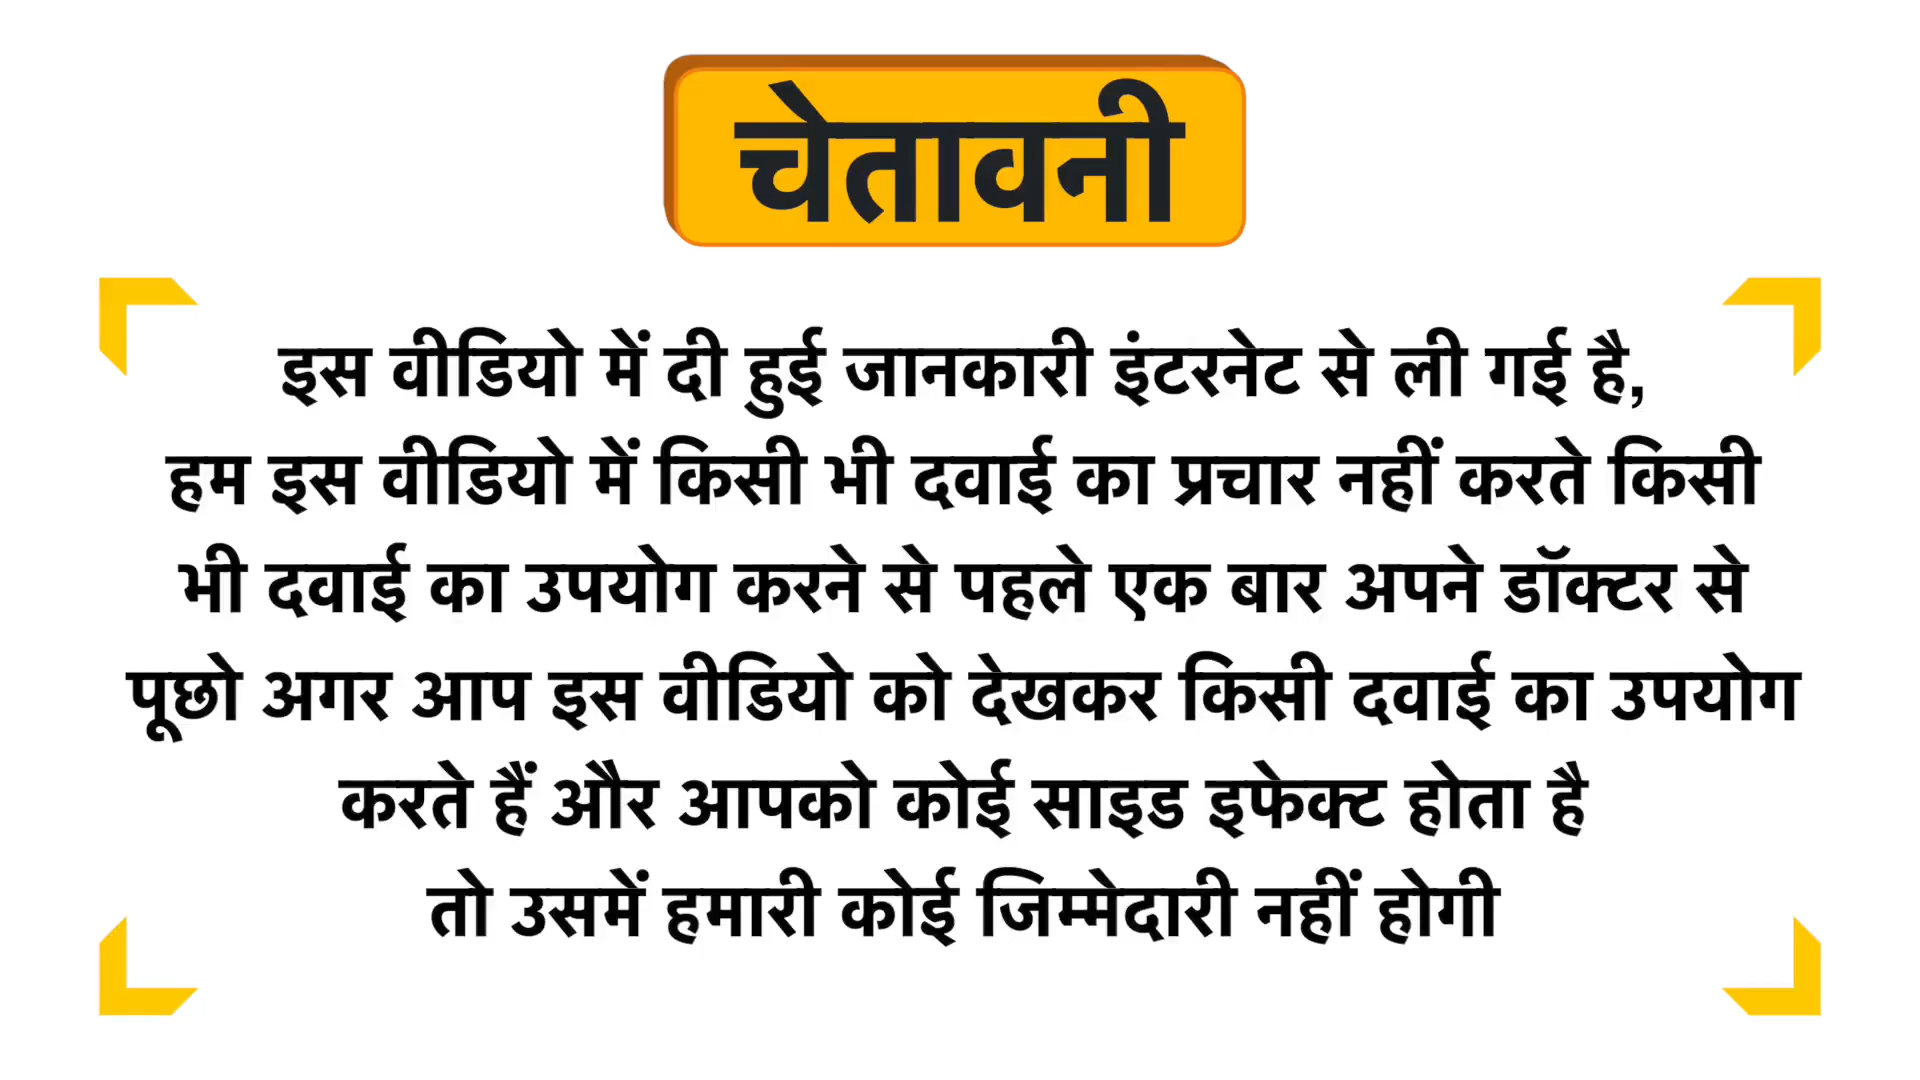 चेतावनी
इस वीडियो में दी हुई जानकारी इंटरनेट से ली गई है,
हम इस वीडियो में किसी भी दवाई का प्रचार नहीं करते किसी
भी दवाई का उपयोग करने से पहले एक बार अपने डॉक्टर से
पूछो अगर आप इस वीडियो को देखकर किसी दवाई का उपयोग
करते हैं और आपको कोई साइड इफेक्ट होता है
तो उसमें हमारी कोई जिम्मेदारी नहीं होगी